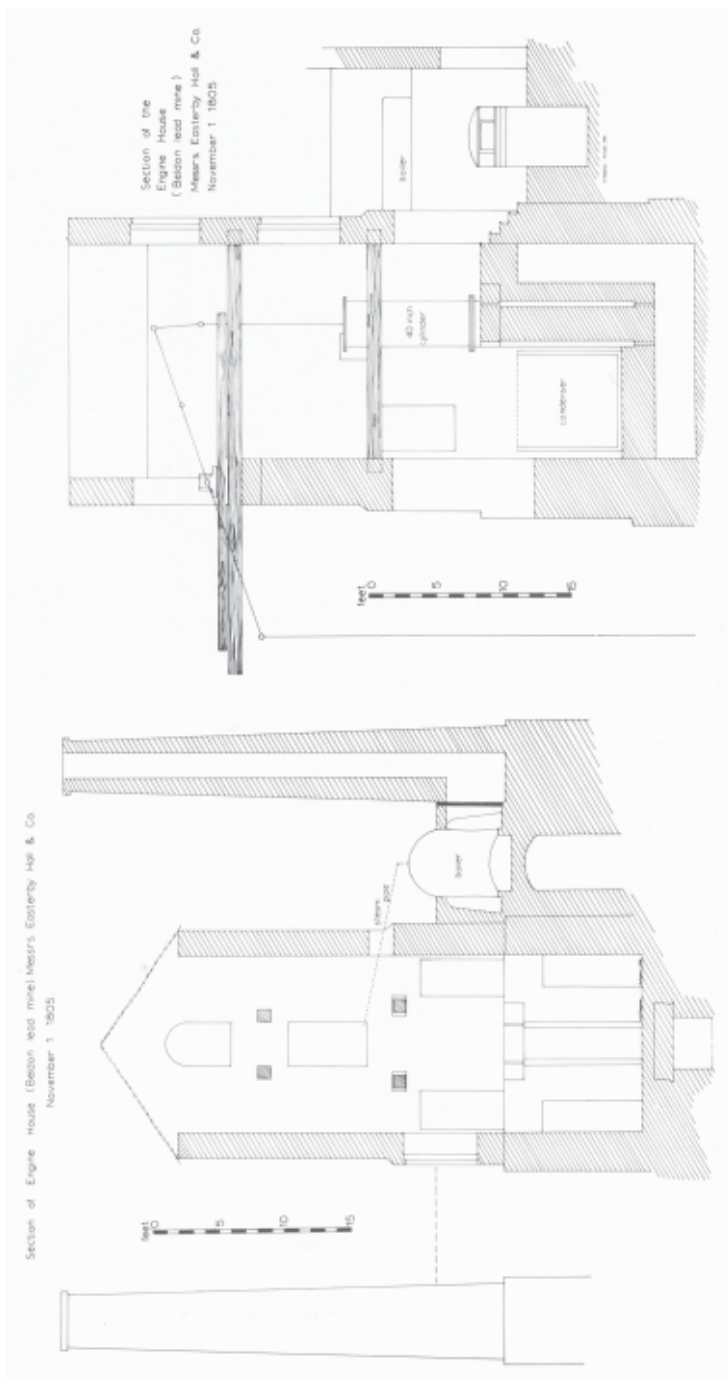 Section of the
Engine House
(Beldon lead mine)
Messrs. Easterby Hall & Co.
November 1 1805
boiler
40 inch
cylinder
condenser
feet
0
5
10
15
Section of Engine House (Beldon lead mine) Messrs. Easterby Hall & Co.
November 1 1805.
steam
pipe
boiler
feet
0
5
10
15